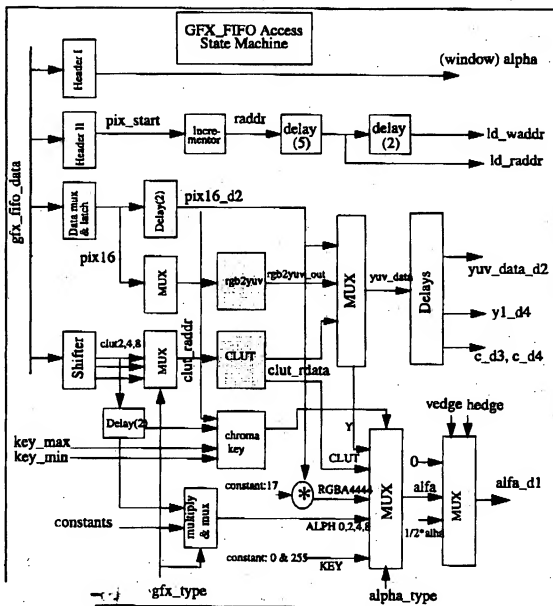 GFX_FIFO Access
State Machine
(window) alpha
Header I
Header II
pix_start
Incre-
mentor
raddr
delay
(5)
delay
(2)
ld_waddr
ld_raddr
gfx_fifo_data
Data mux
& latch
Delay(2)
pix16_d2
pix16
MUX
rgb2yuv
rgb2yuv_out
MUX
yuv_data
Delays
yuv_data_d2
y1_d4
c_d3, c_d4
Shifter
clut2,4,8
MUX
clut_raddr
CLUT
clut_rdata
Delay(2)
key_max
key_min
chroma
key
Y
CLUT
vedge
hedge
0
constant:17
*
RGBA4444
MUX
alfa
MUX
alfa_d1
constants
multiply
& mux
ALPH 0,2,4,8
1/2*alha
constant: 0 & 255
KEY
gfx_type
alpha_type